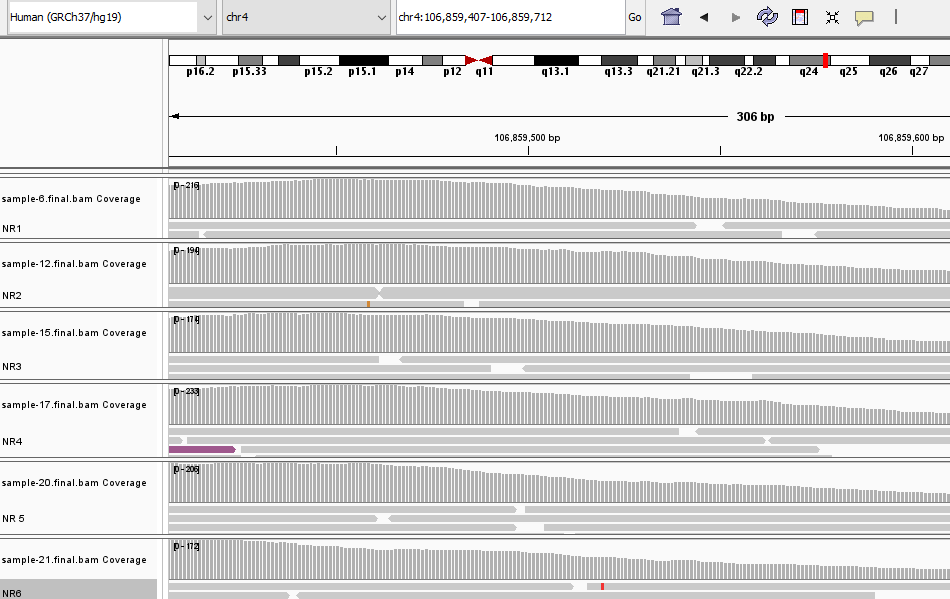 Human (GRCh37/hg19) chr4 chr4:106,859,407-106,859,712 Go
p16.2 p15.33 p15.2 p15.1 p14 p12 q11 q13.1 q13.3 q21.21 q21.3 q22.2 q24 q25 q26 q27
306 bp
106,859,500 bp 106,859,600 bp
[0 - 216]
sample-6.final.bam Coverage
NR1
[0 - 194]
sample-12.final.bam Coverage
NR2
sample-15.final.bam Coverage
NR3
[0 - 233]
sample-17.final.bam Coverage
NR4
[0 - 206]
sample-20.final.bam Coverage
NR 5
[0 - 172]
sample-21.final.bam Coverage
NR6